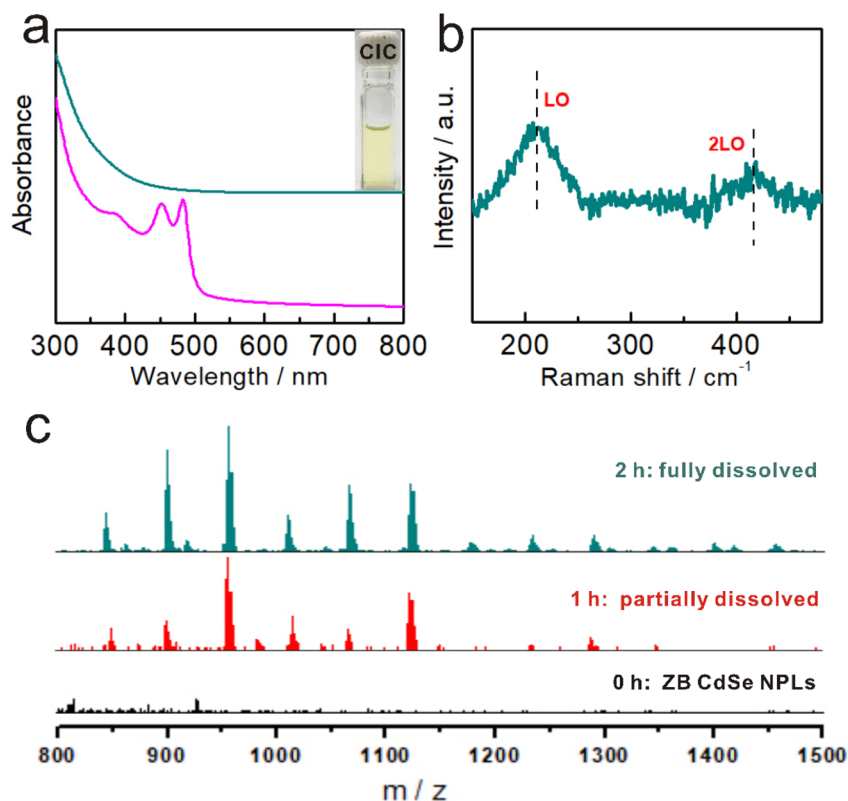 a
CIC
Absorbance
300 400 500 600 700 800
Wavelength / nm
b
LO
2LO
Intensity / a.u.
200 300 400
Raman shift / cm⁻¹
c
2 h: fully dissolved
1 h: partially dissolved
0 h: ZB CdSe NPLs
800 900 1000 1100 1200 1300 1400 1500
m / z